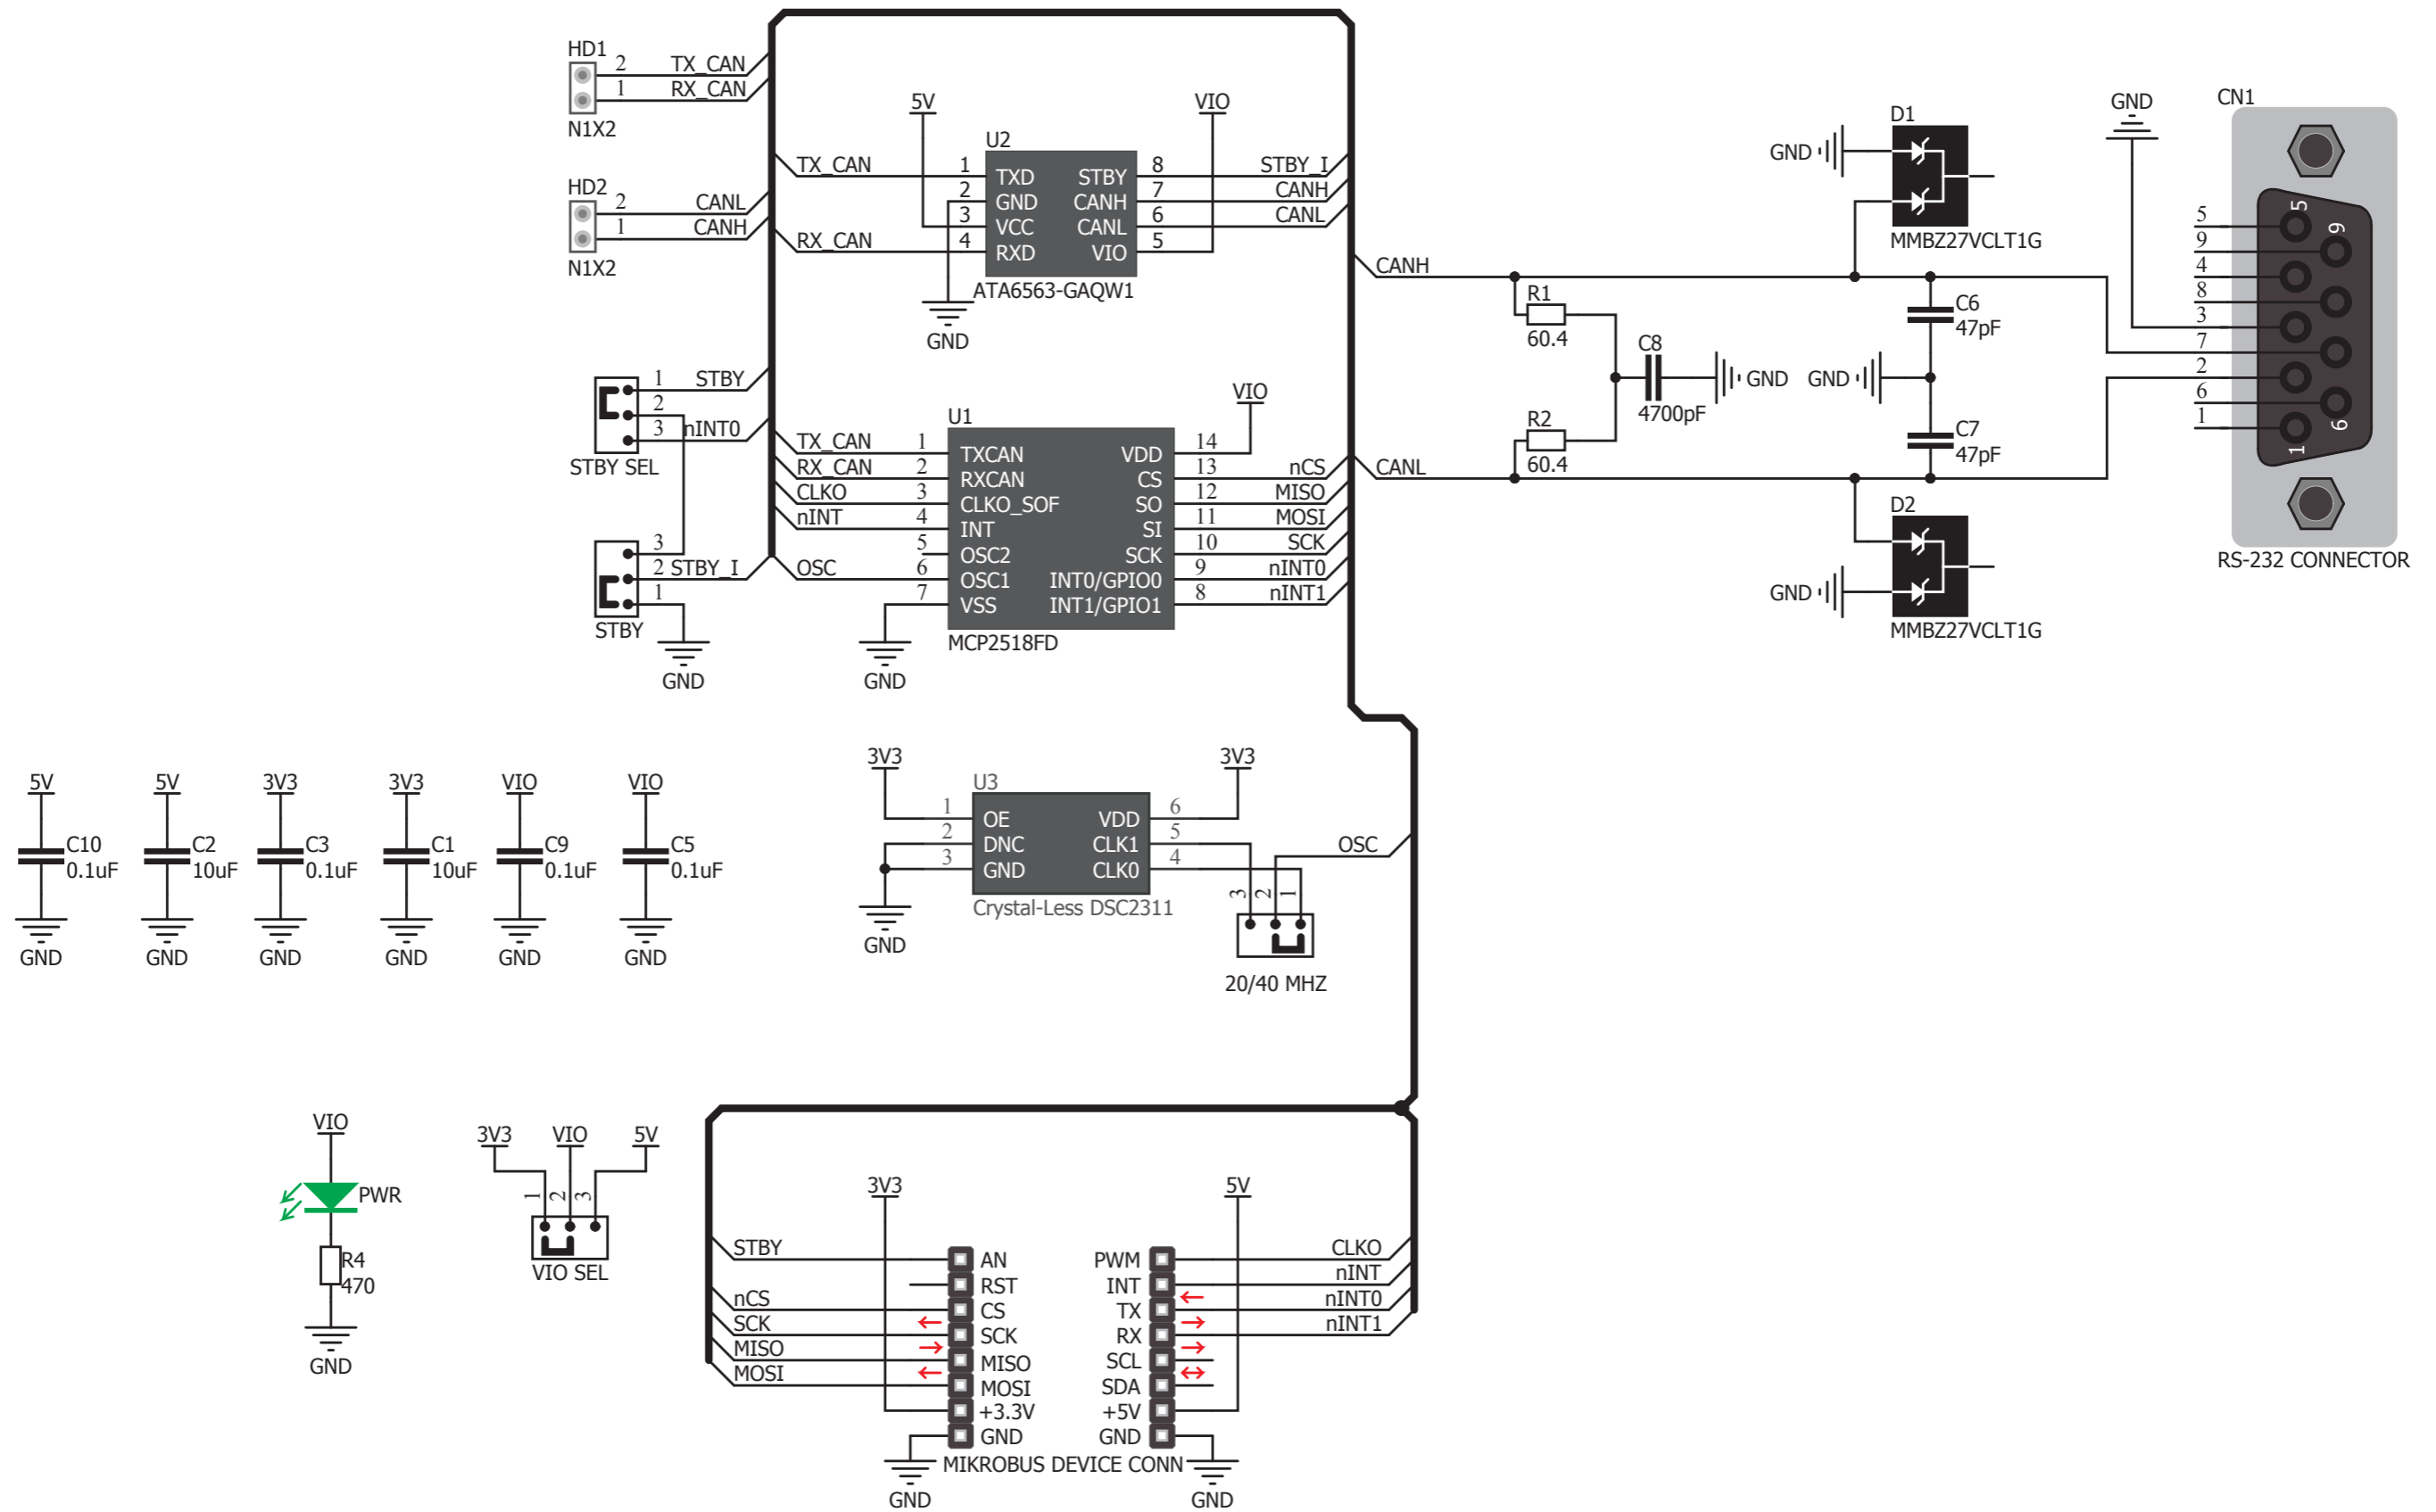 HD1
2 TX_CAN
1 RX_CAN
N1X2
HD2
2 CANL
1 CANH
N1X2
1 STBY
2
3 nINT0
STBY SEL
3
2 STBY_I
1
STBY
GND
5V
VIO
U2
TX_CAN 1 TXD STBY 8 STBY_I
2 GND CANH 7 CANH
3 VCC CANL 6 CANL
RX_CAN 4 RXD VIO 5
ATA6563-GAQW1
GND
VIO
U1
TX_CAN 1 TXCAN VDD 14
RX_CAN 2 RXCAN CS 13 nCS
CLKO 3 CLKO_SOF SO 12 MISO
nINT 4 INT SI 11 MOSI
5 OSC2 SCK 10 SCK
OSC 6 OSC1 INT0/GPIO0 9 nINT0
7 VSS INT1/GPIO1 8 nINT1
MCP2518FD
GND
CANH
R1
60.4
C8
4700pF
GND
R2
60.4
CANL
D1
GND
MMBZ27VCLT1G
C6
47pF
GND
C7
47pF
D2
GND
MMBZ27VCLT1G
GND
CN1
5
9
4
8
3
7
2
6
1
5
9
6
1
RS-232 CONNECTOR
5V
C10
0.1uF
GND
5V
C2
10uF
GND
3V3
C3
0.1uF
GND
3V3
C1
10uF
GND
VIO
C9
0.1uF
GND
VIO
C5
0.1uF
GND
3V3
3V3
U3
1 OE VDD 6
2 DNC CLK1 5
3 GND CLK0 4
Crystal-Less DSC2311
GND
OSC
3 2 1
20/40 MHZ
VIO
PWR
R4
470
GND
3V3 VIO 5V
1 2 3
VIO SEL
3V3
5V
STBY AN PWM CLKO
RST INT nINT
nCS CS TX nINT0
SCK SCK RX nINT1
MISO MISO SCL
MOSI MOSI SDA
+3.3V +5V
GND GND
MIKROBUS DEVICE CONN
GND
GND